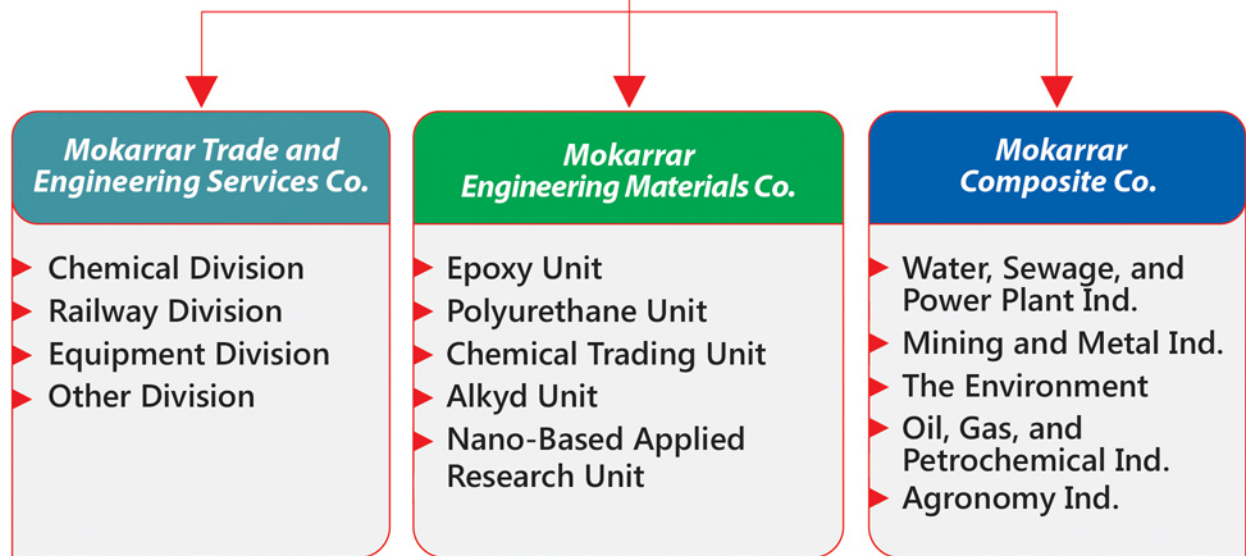 Mokarrar Trade and
Engineering Services Co.
Chemical Division
Railway Division
Equipment Division
Other Division
Mokarrar
Engineering Materials Co.
Epoxy Unit
Polyurethane Unit
Chemical Trading Unit
Alkyd Unit
Nano-Based Applied
Research Unit
Mokarrar
Composite Co.
Water, Sewage, and
Power Plant Ind.
Mining and Metal Ind.
The Environment
Oil, Gas, and
Petrochemical Ind.
Agronomy Ind.